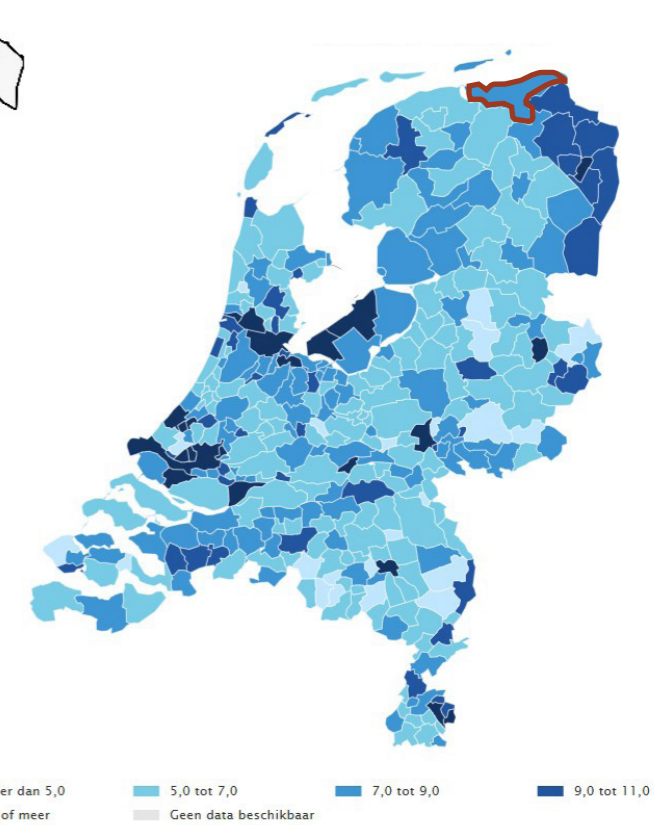 er dan 5,0 5,0 tot 7,0 7,0 tot 9,0 9,0 tot 11,0
of meer Geen data beschikbaar